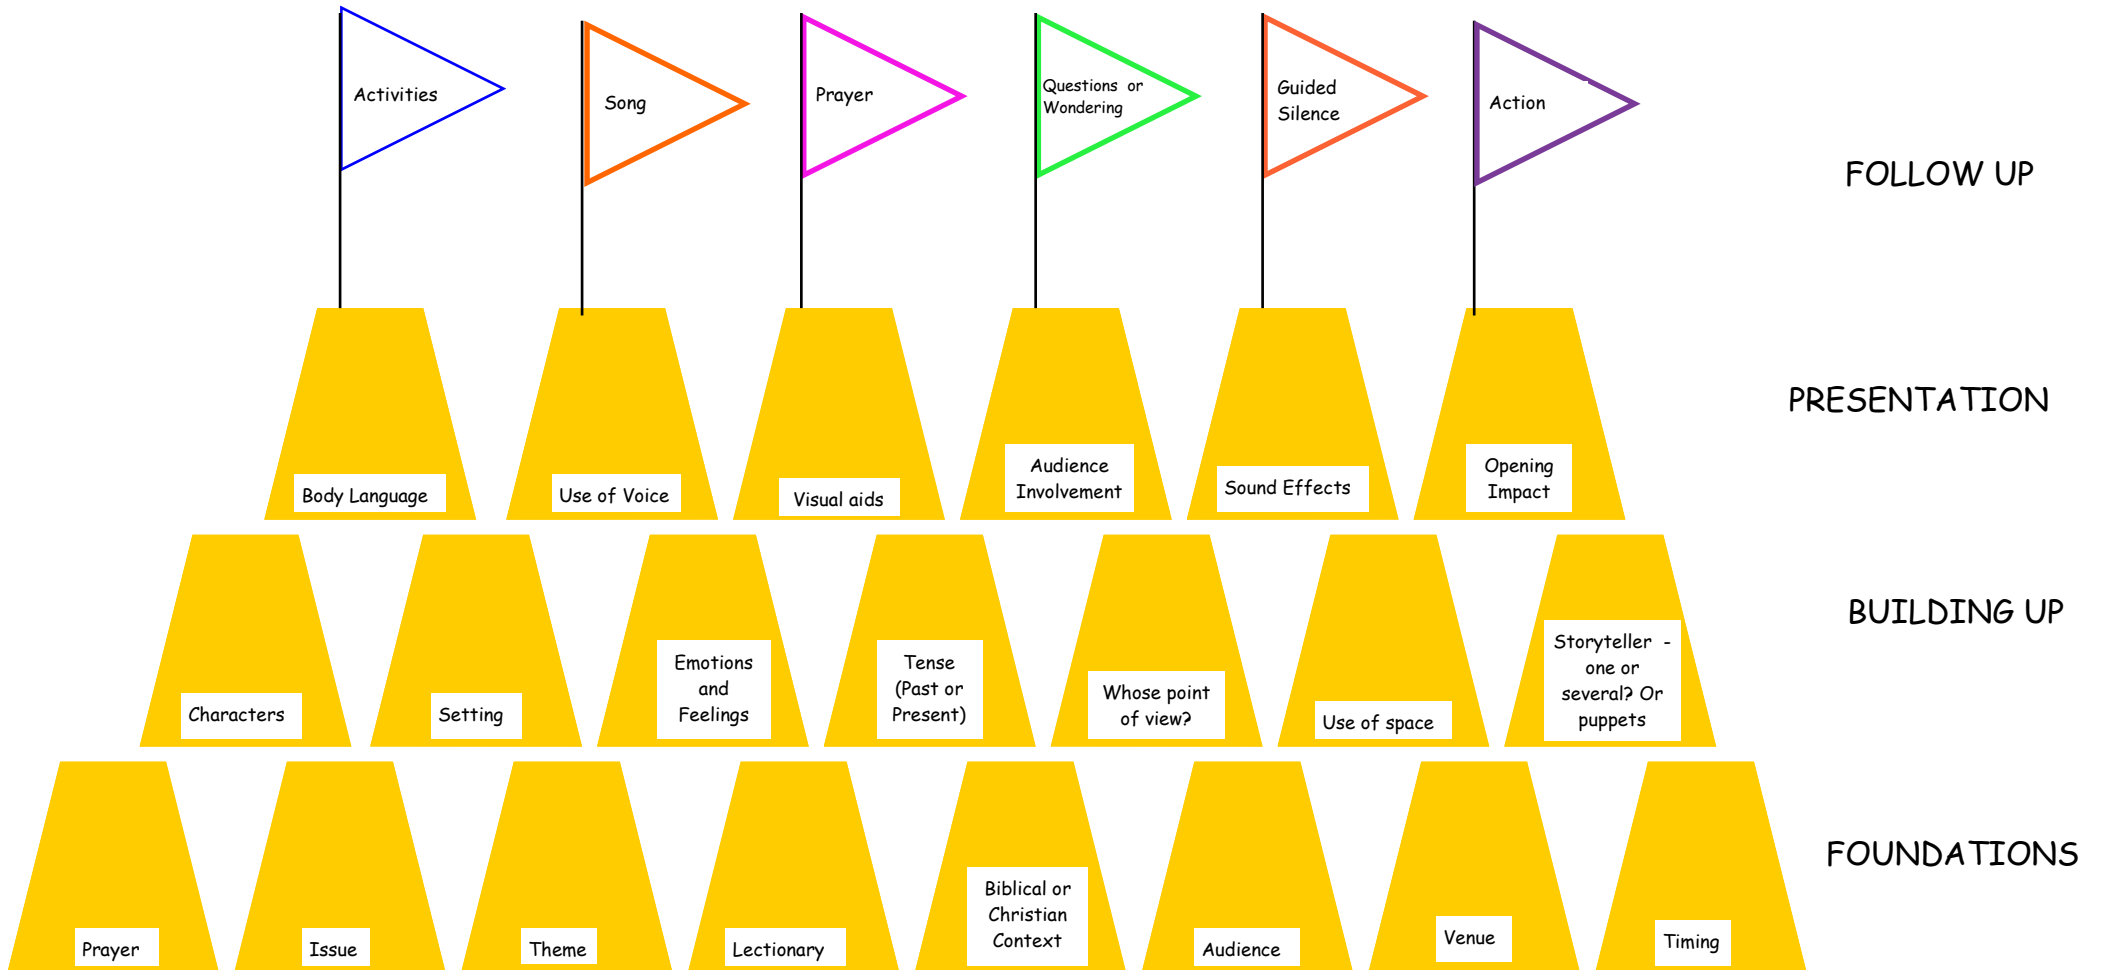 Activities
Song
Prayer
Questions or
Wondering
Guided
Silence
Action
FOLLOW UP
Body Language
Use of Voice
Visual aids
Audience
Involvement
Sound Effects
Opening
Impact
PRESENTATION
Characters
Setting
Emotions
and
Feelings
Tense
(Past or
Present)
Whose point
of view?
Use of space
Storyteller -
one or
several? Or
puppets
BUILDING UP
Prayer
Issue
Theme
Lectionary
Biblical or
Christian
Context
Audience
Venue
Timing
FOUNDATIONS